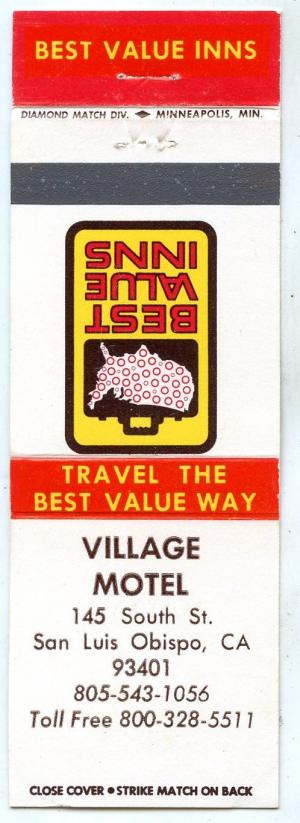 BEST VALUE INNS
DIAMOND MATCH DIV. MINNEAPOLIS, MIN.
BEST
VALUE
INNS
TRAVEL THE
BEST VALUE WAY
VILLAGE
MOTEL
145 South St.
San Luis Obispo, CA
93401
805-543-1056
Toll Free 800-328-5511
CLOSE COVER • STRIKE MATCH ON BACK